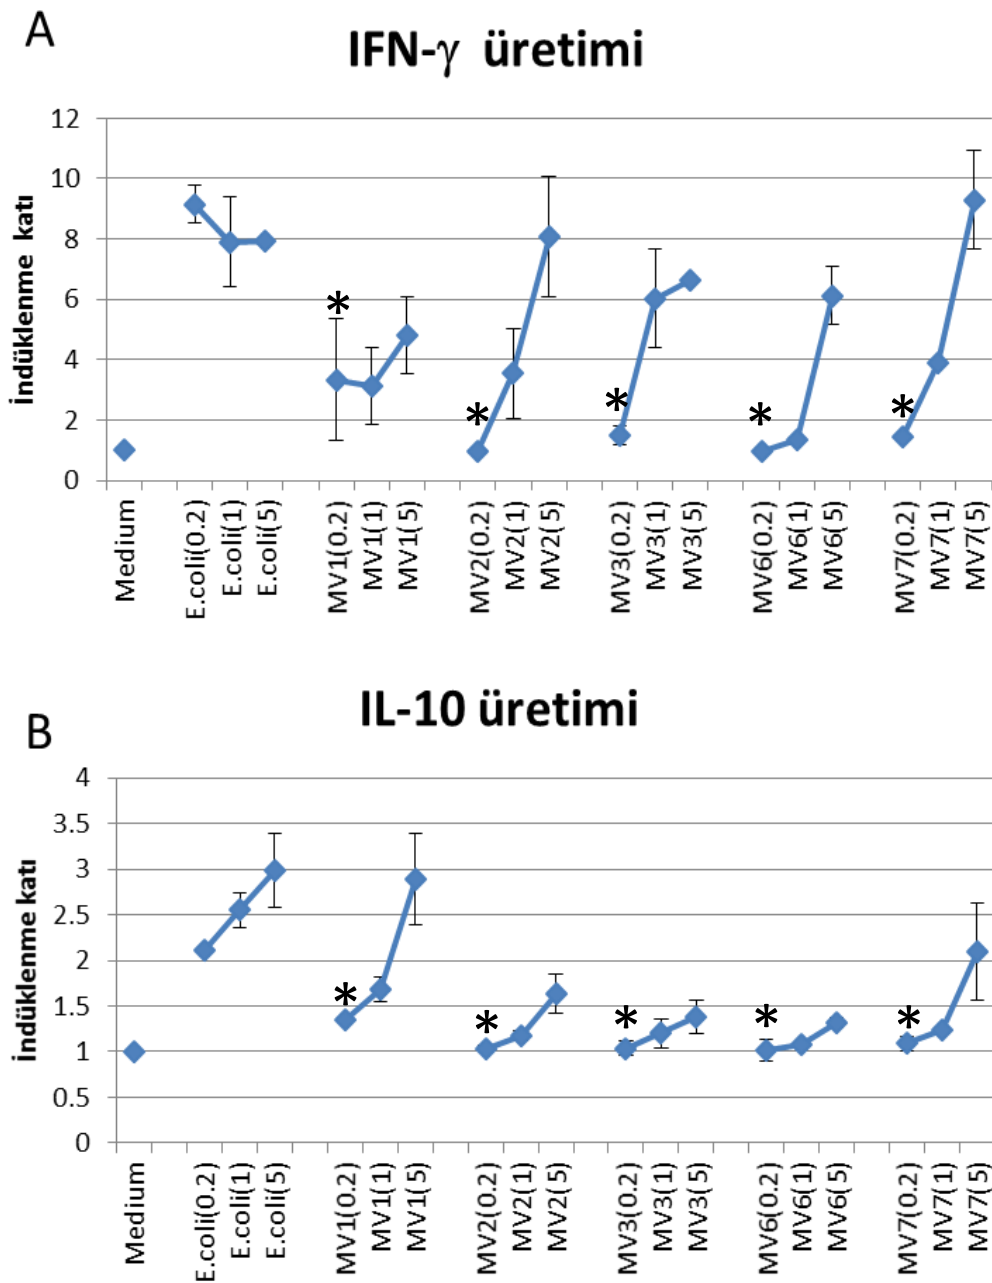 A
IFN-γ üretimi
İndüklenme katı
12
10
8
6
4
2
0
* * * * *
Medium
E.coli(0.2)
E.coli(1)
E.coli(5)
MV1(0.2)
MV1(1)
MV1(5)
MV2(0.2)
MV2(1)
MV2(5)
MV3(0.2)
MV3(1)
MV3(5)
MV6(0.2)
MV6(1)
MV6(5)
MV7(0.2)
MV7(1)
MV7(5)
B
IL-10 üretimi
İndüklenme katı
4
3.5
3
2.5
2
1.5
1
0.5
0
* * * * *
Medium
E.coli(0.2)
E.coli(1)
E.coli(5)
MV1(0.2)
MV1(1)
MV1(5)
MV2(0.2)
MV2(1)
MV2(5)
MV3(0.2)
MV3(1)
MV3(5)
MV6(0.2)
MV6(1)
MV6(5)
MV7(0.2)
MV7(1)
MV7(5)